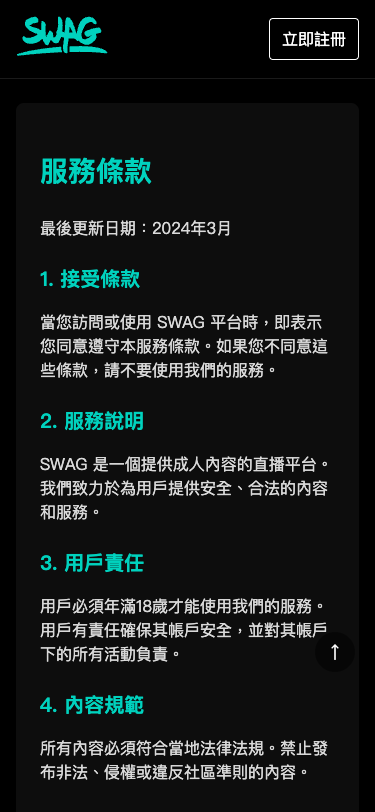 SWAG
立即註冊
服務條款
最後更新日期：2024年3月
1. 接受條款
當您訪問或使用 SWAG 平台時，即表示
您同意遵守本服務條款。如果您不同意這
些條款，請不要使用我們的服務。
2. 服務說明
SWAG 是一個提供成人內容的直播平台。
我們致力於為用戶提供安全、合法的內容
和服務。
3. 用戶責任
用戶必須年滿18歲才能使用我們的服務。
用戶有責任確保其帳戶安全，並對其帳戶
下的所有活動負責。
4. 內容規範
所有內容必須符合當地法律法規。禁止發
布非法、侵權或違反社區準則的內容。